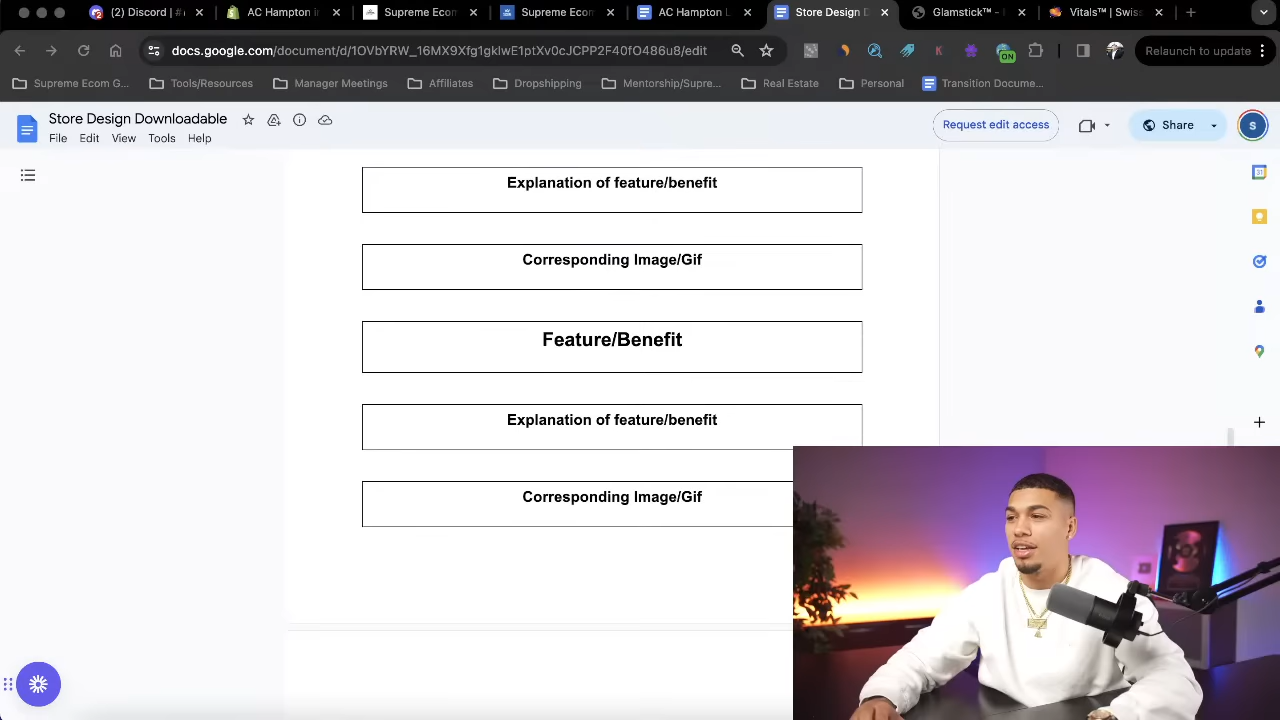 (2) Discord | #
AC Hampton i
Supreme Ecom
Supreme Ecom
AC Hampton L
Store Design D
Glamstick™ -
Vitals™ | Swiss
docs.google.com/document/d/1OVbYRW_16MX9Xfg1gklwE1ptXv0cJCPP2F40fO486u8/edit
ON
Relaunch to update
Supreme Ecom G...
Tools/Resources
Manager Meetings
Affiliates
Dropshipping
Mentorship/Supre...
Real Estate
Personal
Transition Docume...
Store Design Downloadable
File Edit View Tools Help
Request edit access
Share
S
31
Explanation of feature/benefit
Corresponding Image/Gif
Feature/Benefit
Explanation of feature/benefit
Corresponding Image/Gif